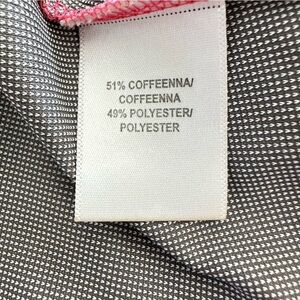 51% COFFEENNA/
COFFEENNA
49% POLYESTER/
POLYESTER